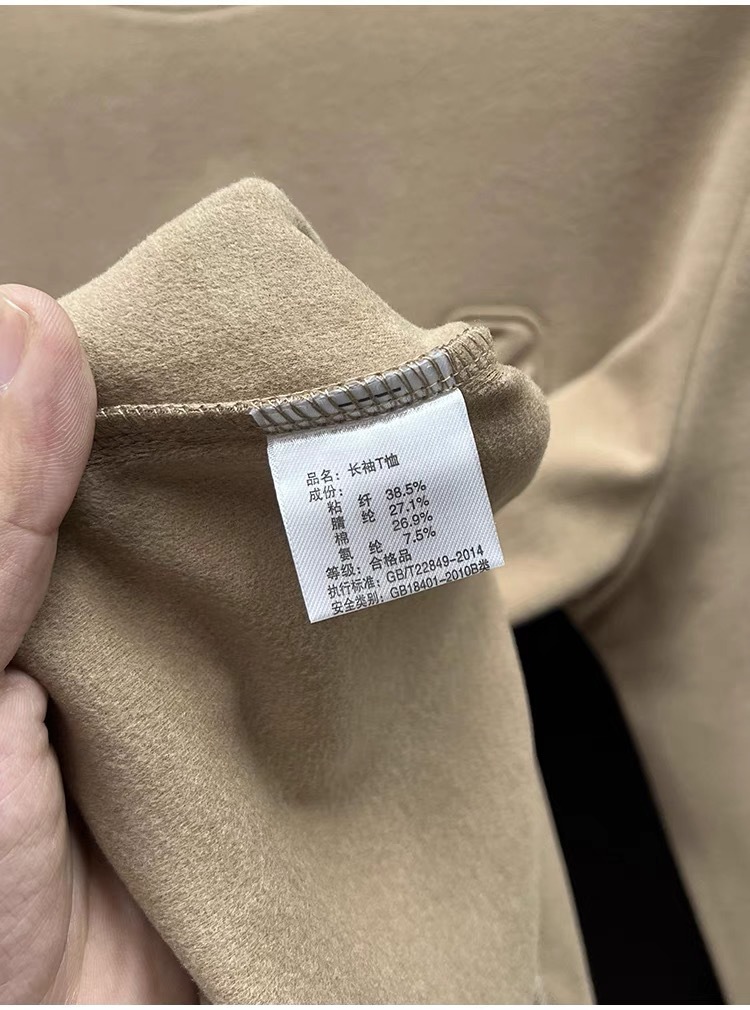 品名：长袖T恤
成份：
粘 纤 38.5%
腈 纶 27.1%
棉 26.9%
氨 纶 7.5%
等级：合格品
执行标准：GB/T22849-2014
安全类别：GB18401-2010B类